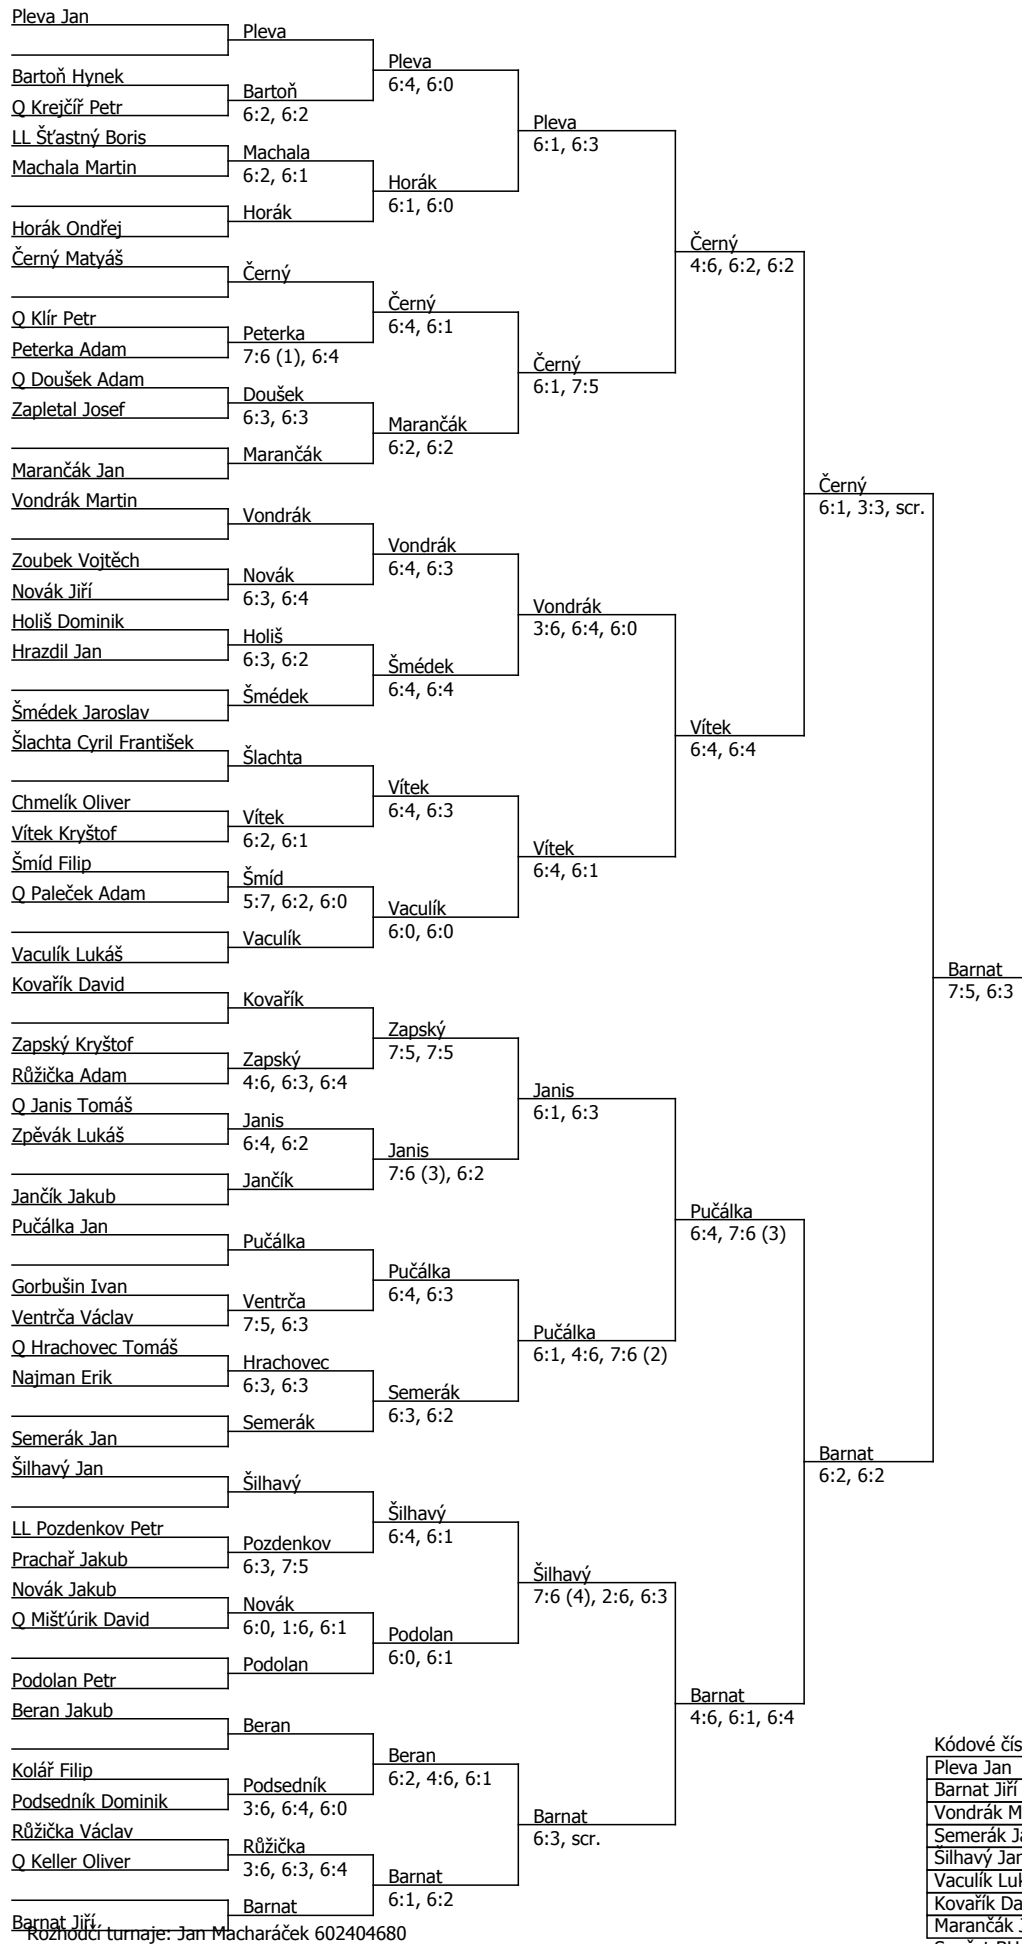 Pleva Jan
Pleva
Pleva
6:4, 6:0
Bartoň Hynek
Bartoň
Q Krejčíř Petr
6:2, 6:2
Pleva
6:1, 6:3
LL Šťastný Boris
Machala
Machala Martin
6:2, 6:1
Horák
6:1, 6:0
Horák
Horák Ondřej
Černý
4:6, 6:2, 6:2
Černý Matyáš
Černý
Černý
6:4, 6:1
Q Klír Petr
Peterka
Peterka Adam
7:6 (1), 6:4
Černý
6:1, 7:5
Q Doušek Adam
Doušek
Zapletal Josef
6:3, 6:3
Marančák
6:2, 6:2
Marančák
Marančák Jan
Černý
6:1, 3:3, scr.
Vondrák Martin
Vondrák
Vondrák
6:4, 6:3
Zoubek Vojtěch
Novák
Novák Jiří
6:3, 6:4
Vondrák
3:6, 6:4, 6:0
Holiš Dominik
Holiš
Hrazdil Jan
6:3, 6:2
Šmédek
6:4, 6:4
Šmédek
Šmédek Jaroslav
Vítek
6:4, 6:4
Šlachta Cyril František
Šlachta
Vítek
6:4, 6:3
Chmelík Oliver
Vítek
Vítek Kryštof
6:2, 6:1
Vítek
6:4, 6:1
Šmíd Filip
Šmíd
Q Paleček Adam
5:7, 6:2, 6:0
Vaculík
6:0, 6:0
Vaculík
Vaculík Lukáš
Barnat
7:5, 6:3
Kovařík David
Kovařík
Zapský
7:5, 7:5
Zapský Kryštof
Zapský
Růžička Adam
4:6, 6:3, 6:4
Janis
6:1, 6:3
Q Janis Tomáš
Janis
Zpěvák Lukáš
6:4, 6:2
Janis
7:6 (3), 6:2
Jančík
Jančík Jakub
Pučálka
6:4, 7:6 (3)
Pučálka Jan
Pučálka
Pučálka
6:4, 6:3
Gorbušin Ivan
Ventrča
Ventrča Václav
7:5, 6:3
Pučálka
6:1, 4:6, 7:6 (2)
Q Hrachovec Tomáš
Hrachovec
Najman Erik
6:3, 6:3
Semerák
6:3, 6:2
Semerák
Semerák Jan
Barnat
6:2, 6:2
Šilhavý Jan
Šilhavý
Šilhavý
6:4, 6:1
LL Pozdenkov Petr
Pozdenkov
Prachař Jakub
6:3, 7:5
Šilhavý
7:6 (4), 2:6, 6:3
Novák Jakub
Novák
Q Mišťúrik David
6:0, 1:6, 6:1
Podolan
6:0, 6:1
Podolan
Podolan Petr
Barnat
4:6, 6:1, 6:4
Beran Jakub
Beran
Beran
6:2, 4:6, 6:1
Kolář Filip
Podsedník
Podsedník Dominik
3:6, 6:4, 6:0
Barnat
6:3, scr.
Růžička Václav
Růžička
Q Keller Oliver
3:6, 6:3, 6:4
Barnat
6:1, 6:2
Barnat
Barnat Jiří
Rozhodčí turnaje: Jan Macharáček 602404680
Kódové čís
Pleva Jan
Barnat Jiří
Vondrák M
Semerák Ja
Šilhavý Jan
Vaculík Luk
Kovařík Da
Marančák J